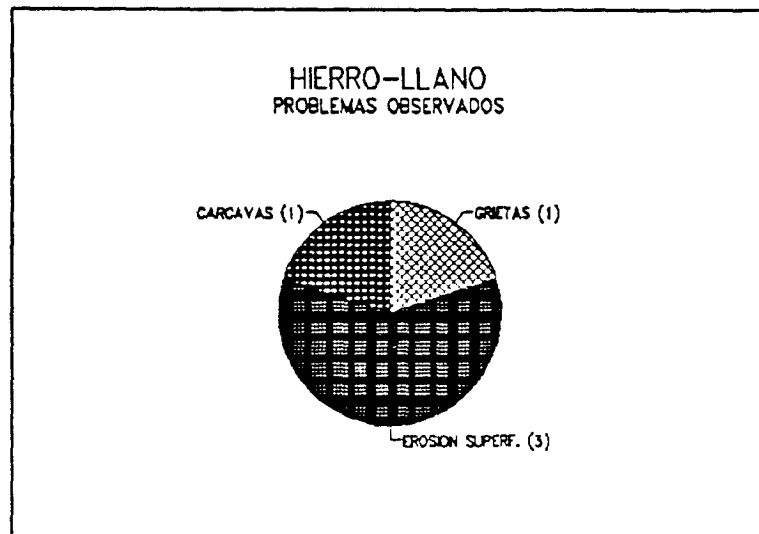 HIERRO-LLANO
PROBLEMAS OBSERVADOS
CARCAVAS (1)
GRIETAS (1)
EROSION SUPERF. (3)